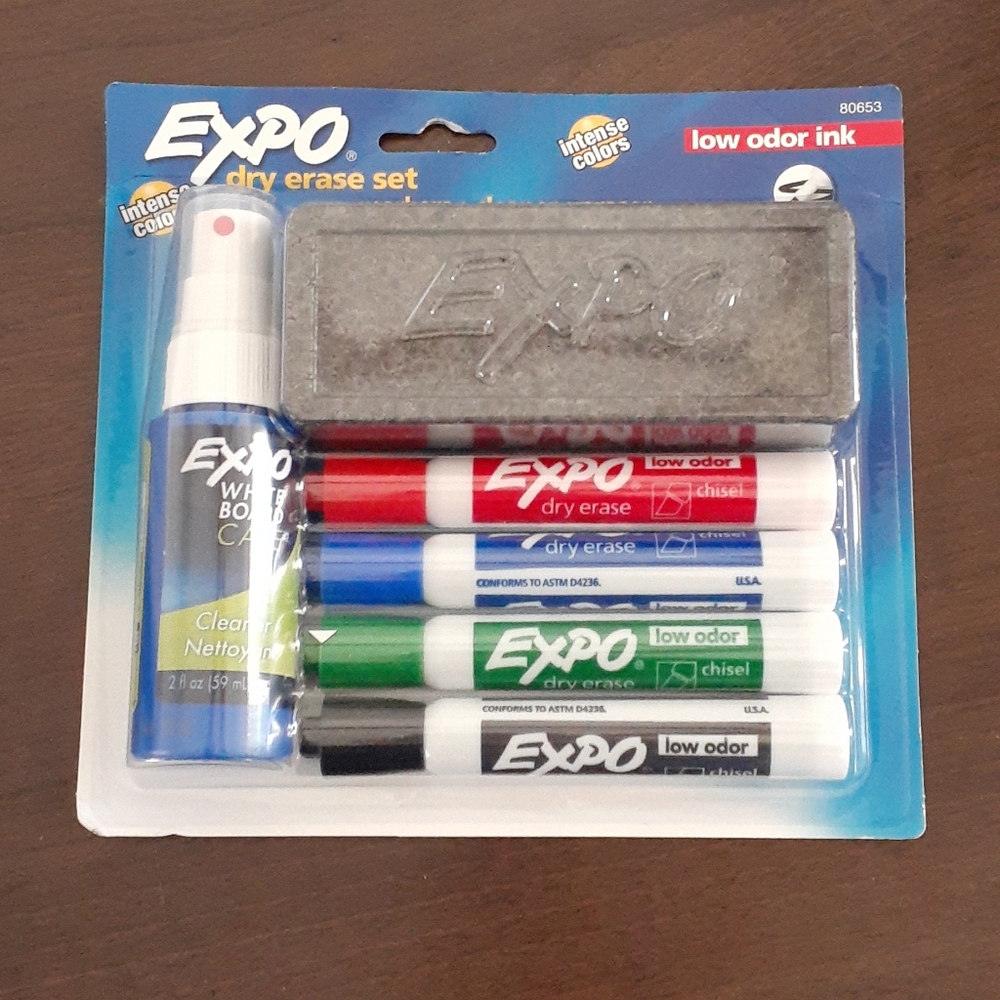 80653
EXPO®
intense
colors
low odor ink
dry erase set
intense
EXPO
EXPO
low odor
EXPO
chisel
dry erase
WHITE
BOARD
dry erase
CONFORMS TO ASTM D4236.
U.S.A.
Cleaner
Nettoyant
EXPO
low odor
chisel
dry erase
2 fl oz (59 mL)
CONFORMS TO ASTM D4236.
U.S.A.
EXPO
low odor
chisel